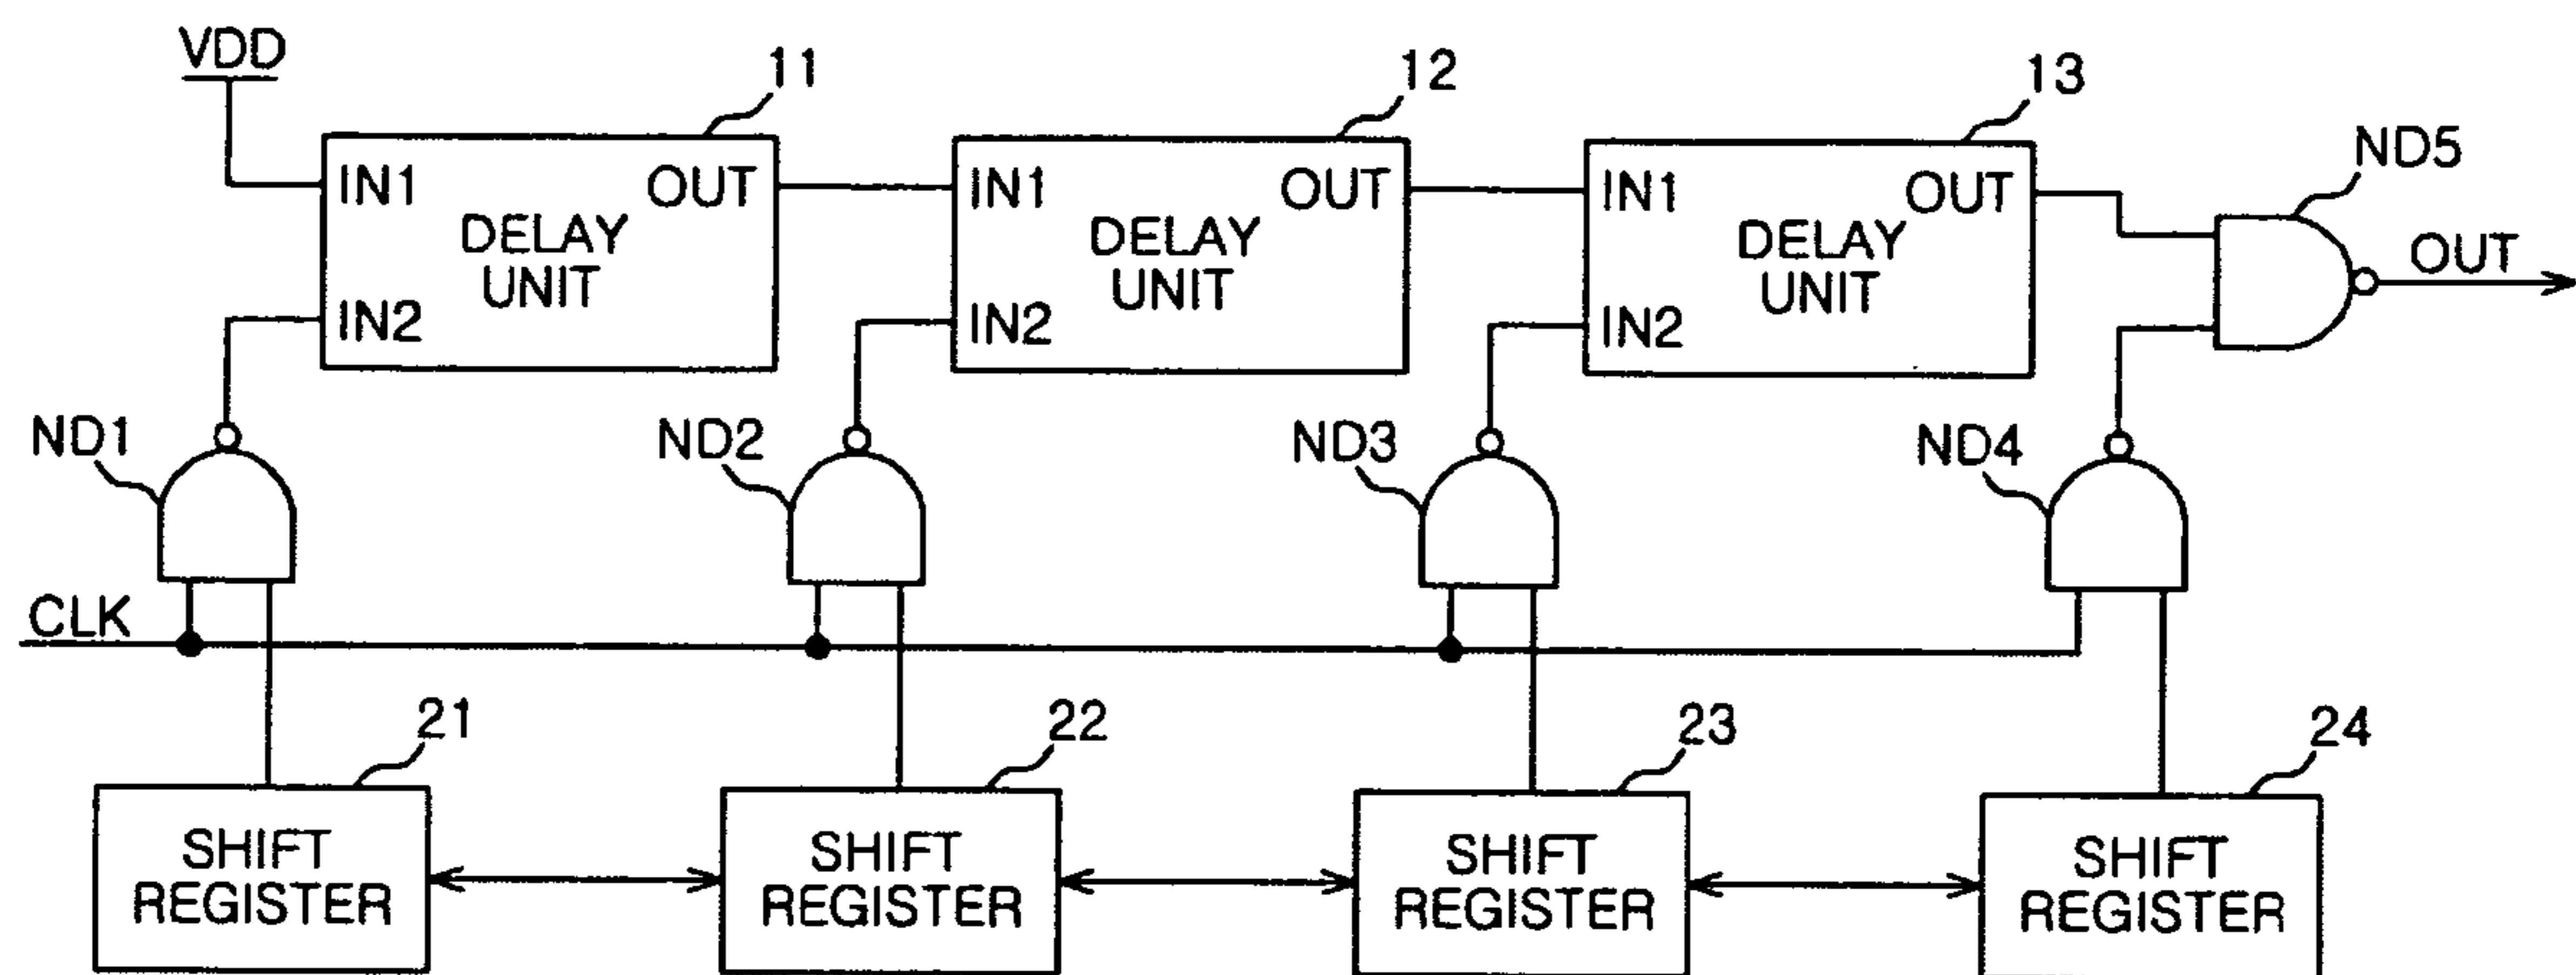 VDD
11
12
13
ND5
IN1
OUT
IN1
OUT
IN1
OUT
DELAY
UNIT
DELAY
UNIT
DELAY
UNIT
OUT
IN2
IN2
IN2
ND1
ND2
ND3
ND4
CLK
21
22
23
24
SHIFT
REGISTER
SHIFT
REGISTER
SHIFT
REGISTER
SHIFT
REGISTER